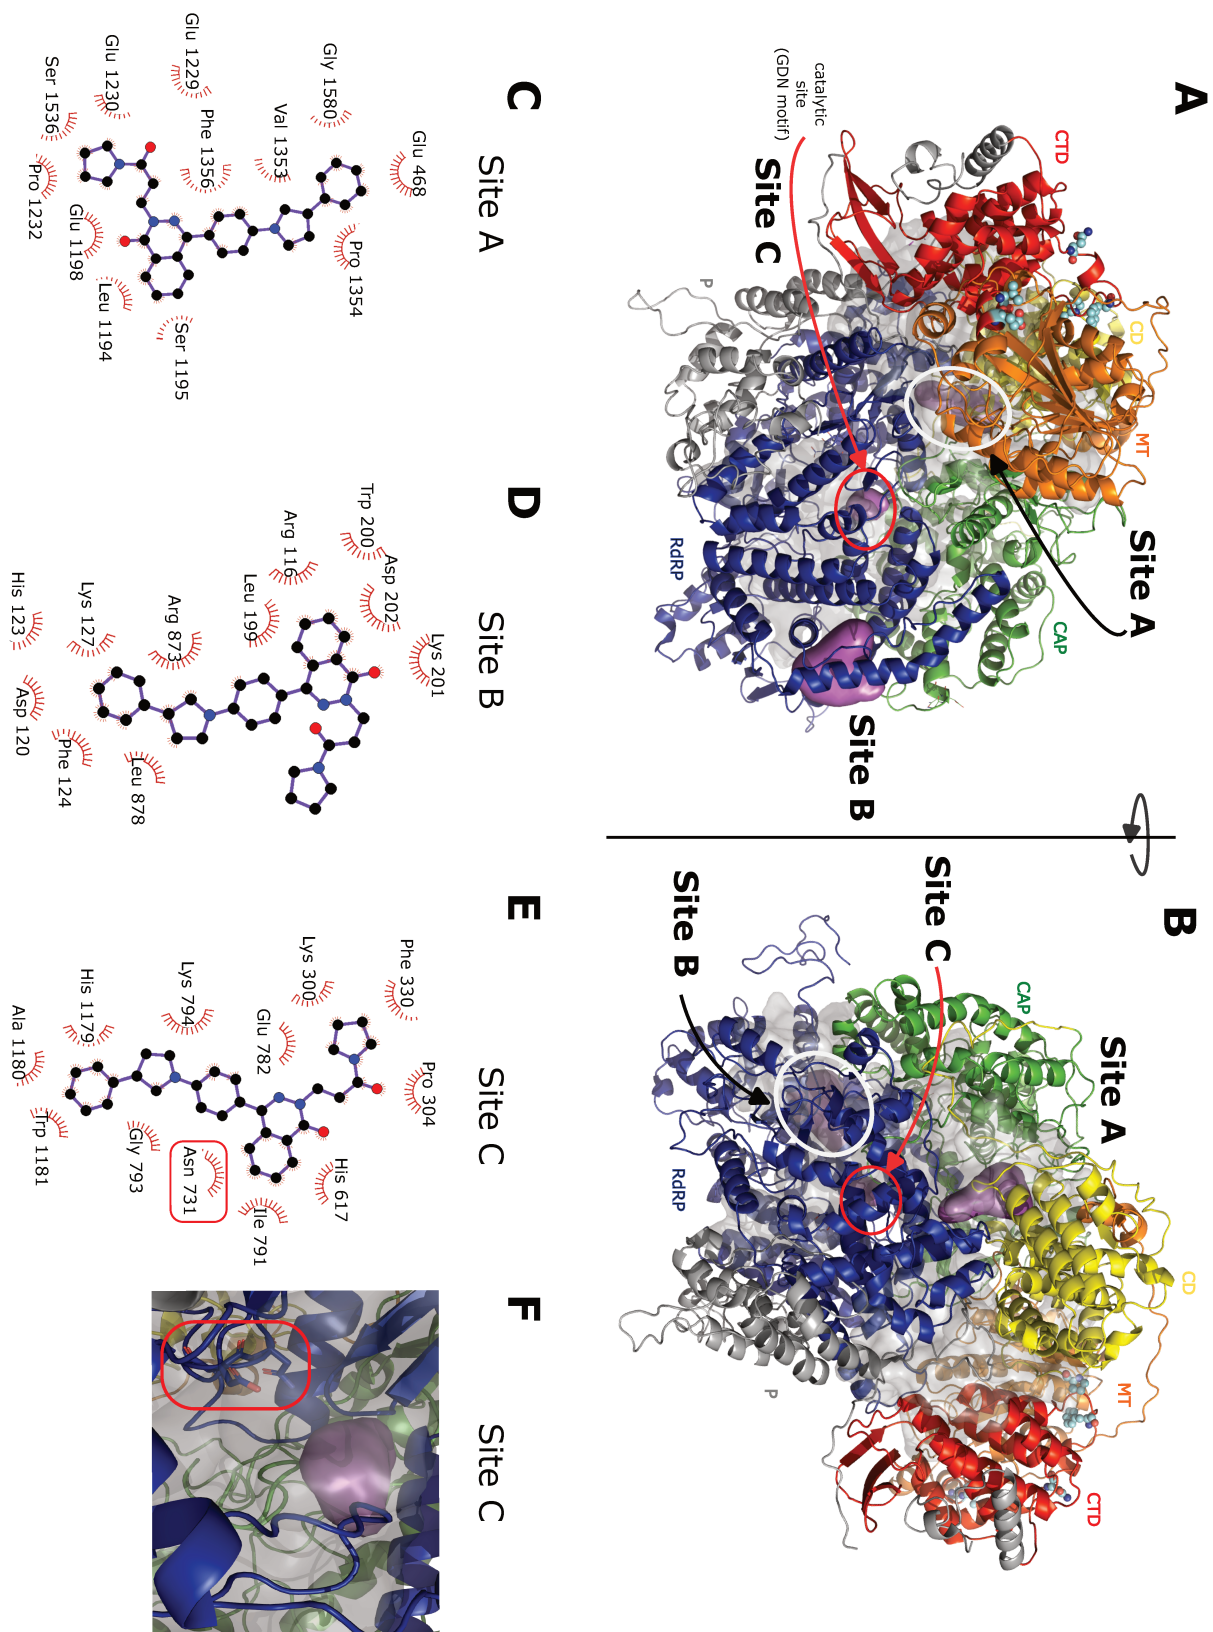 A
CTD
CD
MT
Site A
catalytic
site
(GDN motif)
Site C
P
RdRP
CAP
Site B
B
Site C
Site B
CAP
Site A
RdRP
CD
MT
P
CTD
C
Site A
Glu 468
Gly 1580
Val 1353
Pro 1354
Glu 1229
Phe 1356
Glu 1230
Ser 1536
Pro 1232
Glu 1198
Leu 1194
Ser 1195
D
Site B
Trp 200
Asp 202
Lys 201
Arg 116
Leu 199
Arg 873
Lys 127
His 123
Asp 120
Phe 124
Leu 878
E
Site C
Phe 330
Pro 304
Lys 300
Glu 782
His 617
Lys 794
Asn 731
Ile 791
His 1179
Gly 793
Ala 1180
Trp 1181
F
Site C